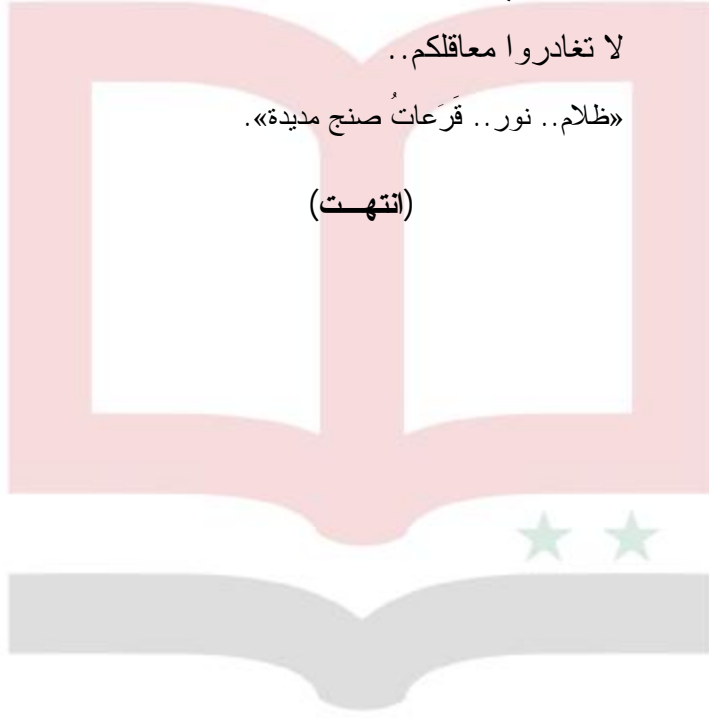 لا تغادروا معاقلكم..
«ظلام.. نور.. قَرَعاتُ صنج مديدة».
(انتهـــت)